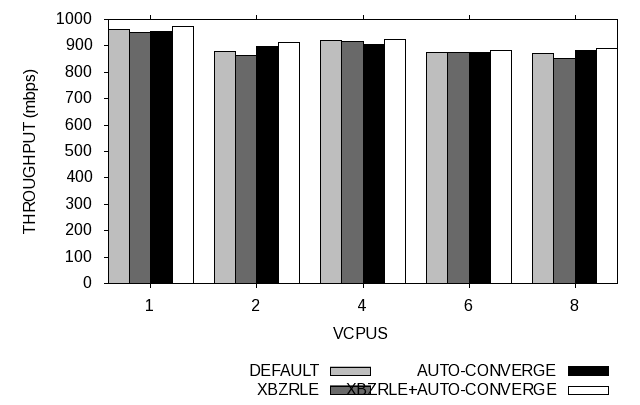 1000
900
800
700
600
500
400
300
200
100
0
THROUGHPUT (mbps)
1 2 4 6 8
VCPUS
DEFAULT AUTO-CONVERGE
XBZRLE XBZRLE+AUTO-CONVERGE